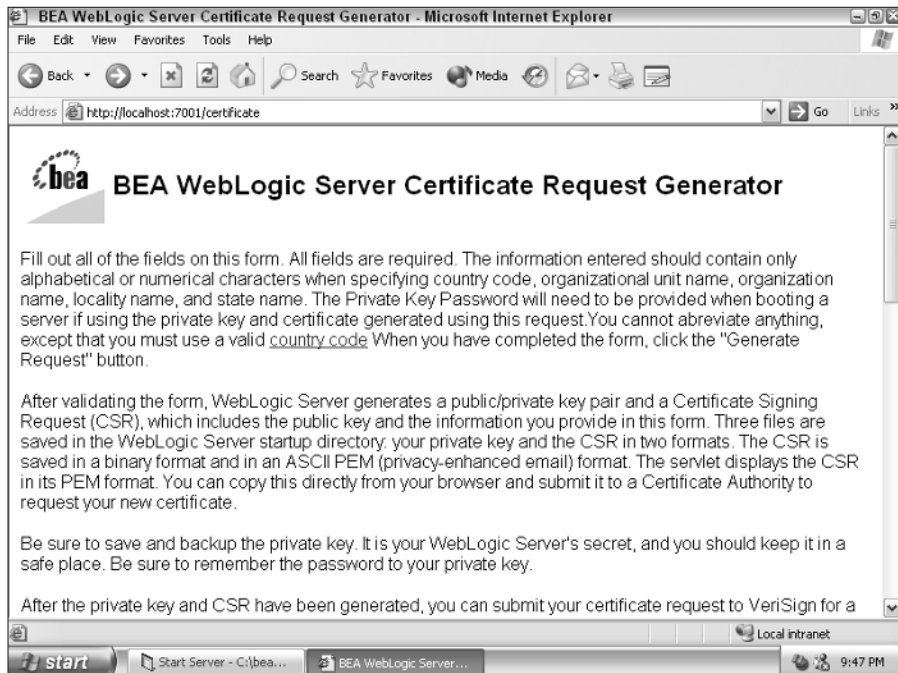 BEA WebLogic Server Certificate Request Generator - Microsoft Internet Explorer
File Edit View Favorites Tools Help
Back Search Favorites Media
Address http://localhost:7001/certificate Go Links »
bea
BEA WebLogic Server Certificate Request Generator
Fill out all of the fields on this form. All fields are required. The information entered should contain only
alphabetical or numerical characters when specifying country code, organizational unit name, organization
name, locality name, and state name. The Private Key Password will need to be provided when booting a
server if using the private key and certificate generated using this request.You cannot abreviate anything,
except that you must use a valid country code When you have completed the form, click the "Generate
Request" button.
After validating the form, WebLogic Server generates a public/private key pair and a Certificate Signing
Request (CSR), which includes the public key and the information you provide in this form. Three files are
saved in the WebLogic Server startup directory: your private key and the CSR in two formats. The CSR is
saved in a binary format and in an ASCII PEM (privacy-enhanced email) format. The servlet displays the CSR
in its PEM format. You can copy this directly from your browser and submit it to a Certificate Authority to
request your new certificate.
Be sure to save and backup the private key. It is your WebLogic Server's secret, and you should keep it in a
safe place. Be sure to remember the password to your private key.
After the private key and CSR have been generated, you can submit your certificate request to VeriSign for a
Local intranet
start Start Server - C:\bea... BEA WebLogic Server... 9:47 PM